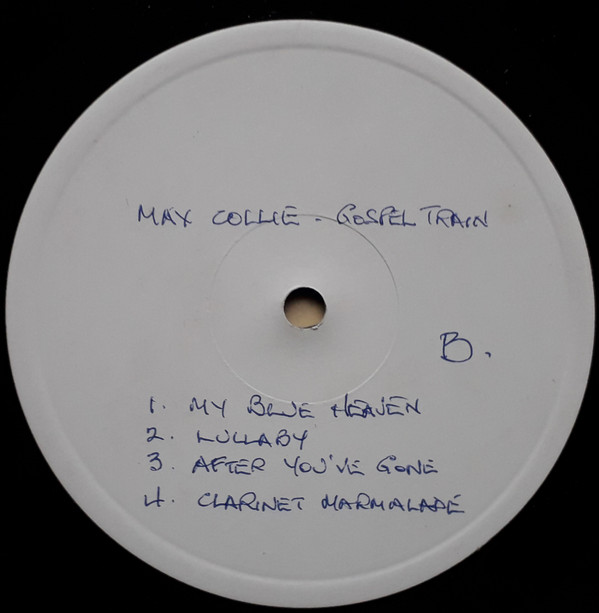 MAX COLLIE - GOSPEL TRAIN
B.
1. MY BLUE HEAVEN
2. LULLABY
3. AFTER YOU'VE GONE
4. CLARINET MARMALADE